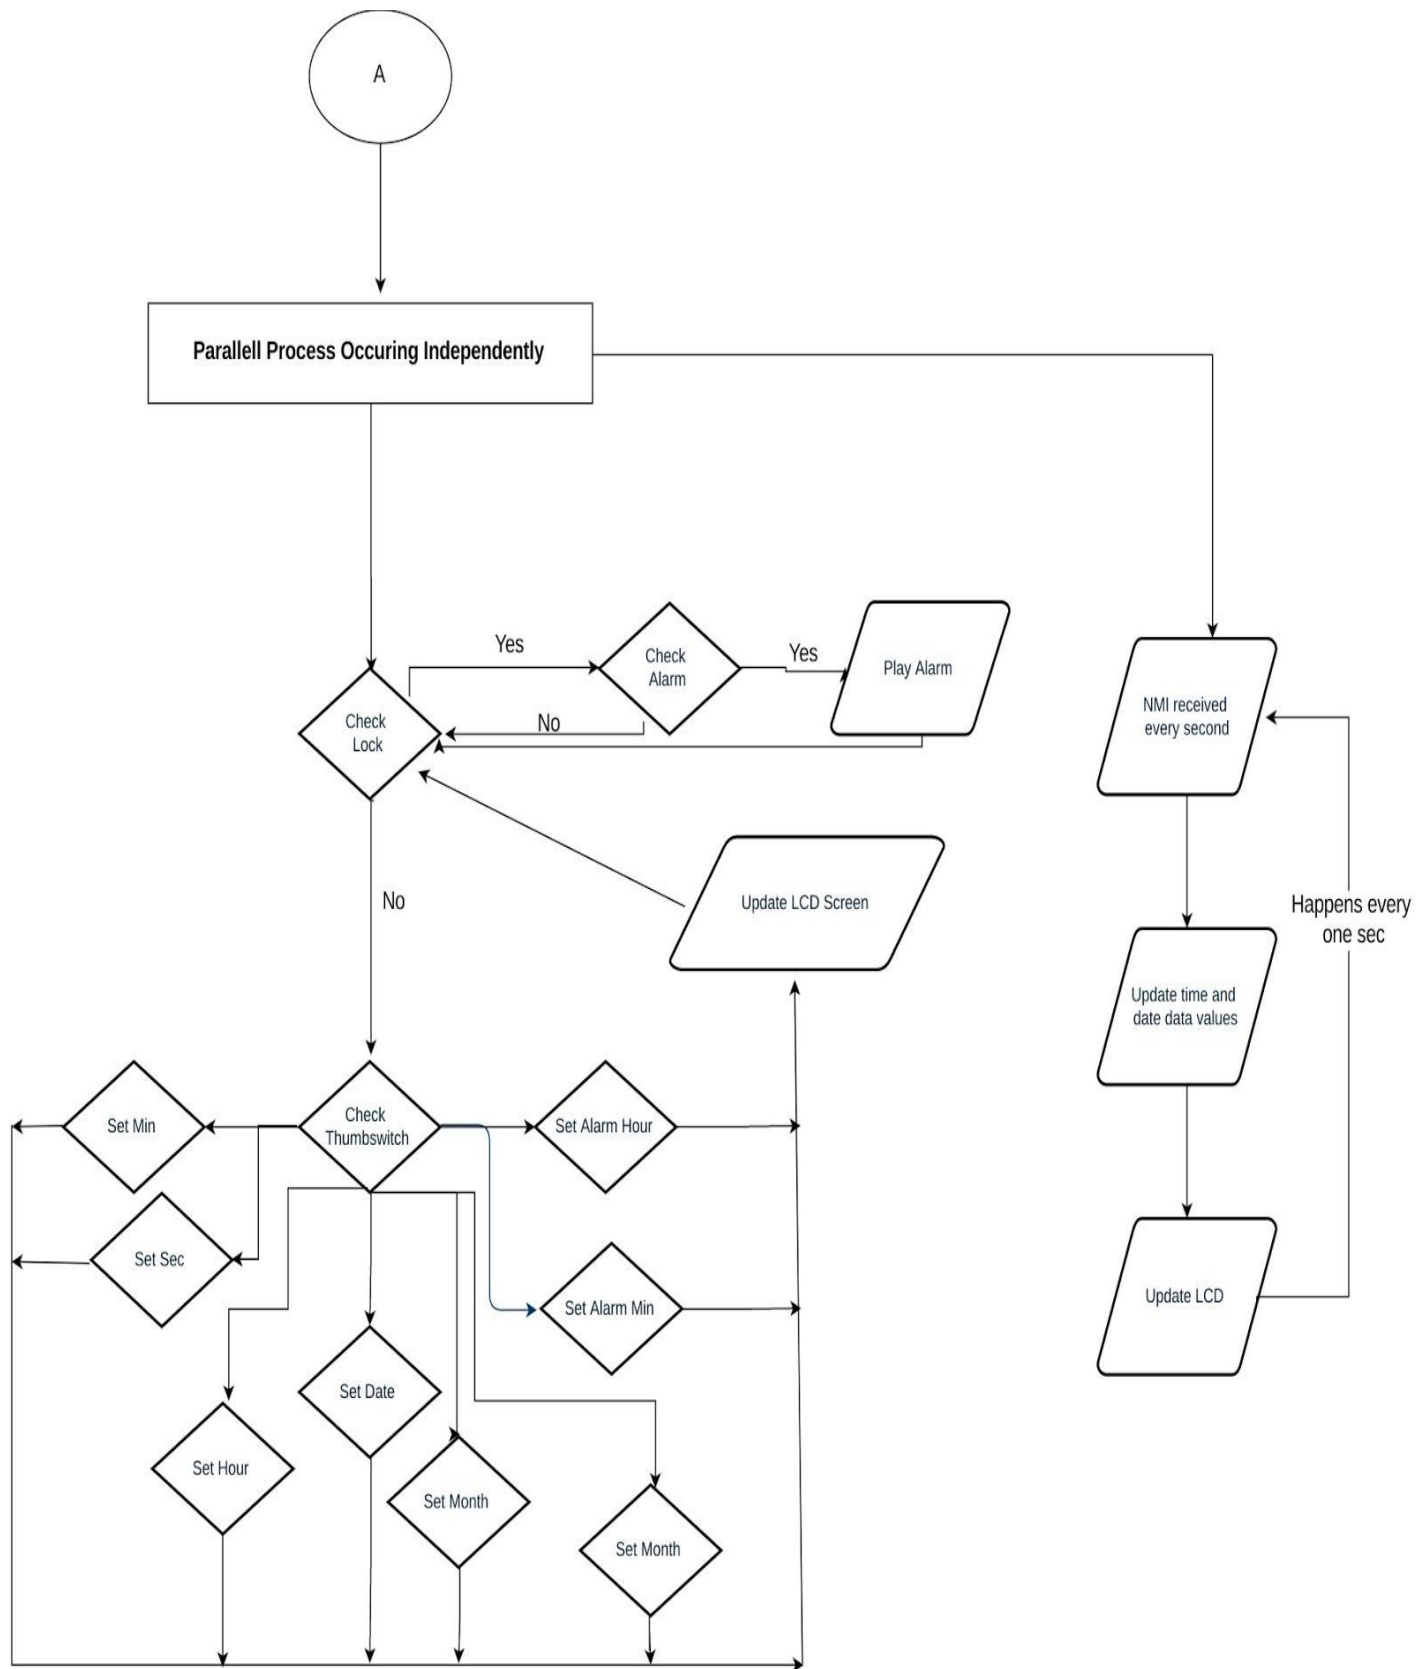 A
Parallell Process Occuring Independently
Yes
Check
Alarm
Yes
Play Alarm
No
Check
Lock
NMI received
every second
No
Update LCD Screen
Happens every
one sec
Update time and
date data values
Set Min
Check
Thumbswitch
Set Alarm Hour
Set Sec
Set Alarm Min
Update LCD
Set Date
Set Hour
Set Month
Set Month